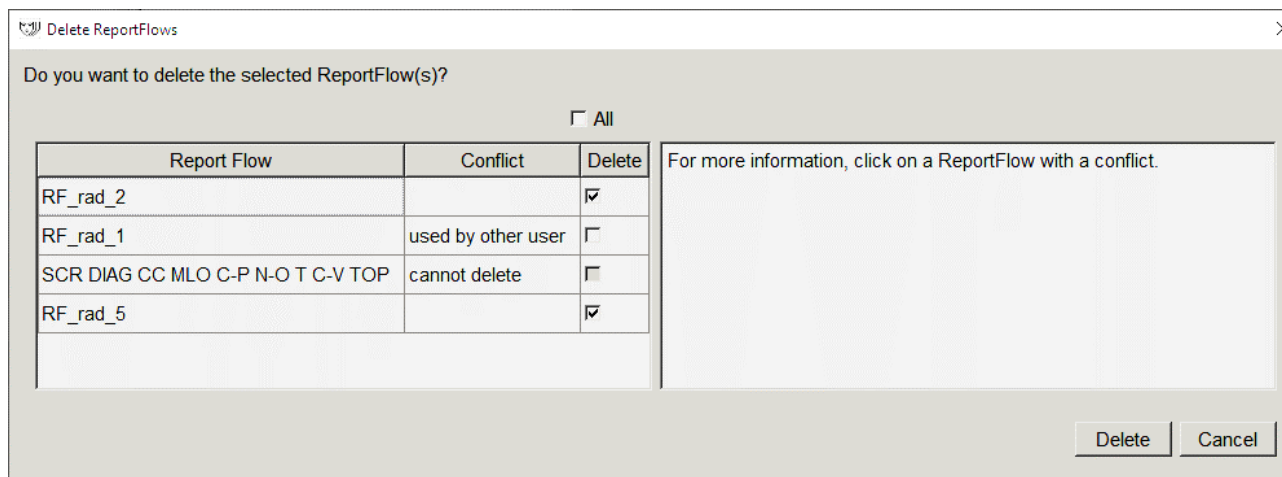 Delete ReportFlows
Do you want to delete the selected ReportFlow(s)?
All
Report Flow Conflict Delete
For more information, click on a ReportFlow with a conflict.
RF_rad_2
RF_rad_1 used by other user
SCR DIAG CC MLO C-P N-O T C-V TOP cannot delete
RF_rad_5
Delete Cancel